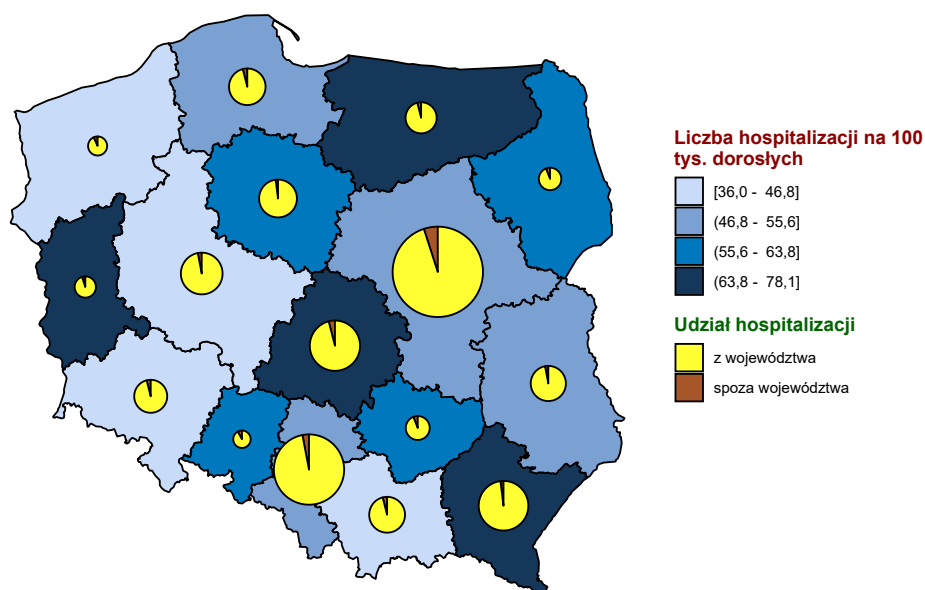 Liczba hospitalizacji na 100
tys. dorosłych
[36,0 - 46,8]
(46,8 - 55,6]
(55,6 - 63,8]
(63,8 - 78,1]
Udział hospitalizacji
z województwa
spoza województwa